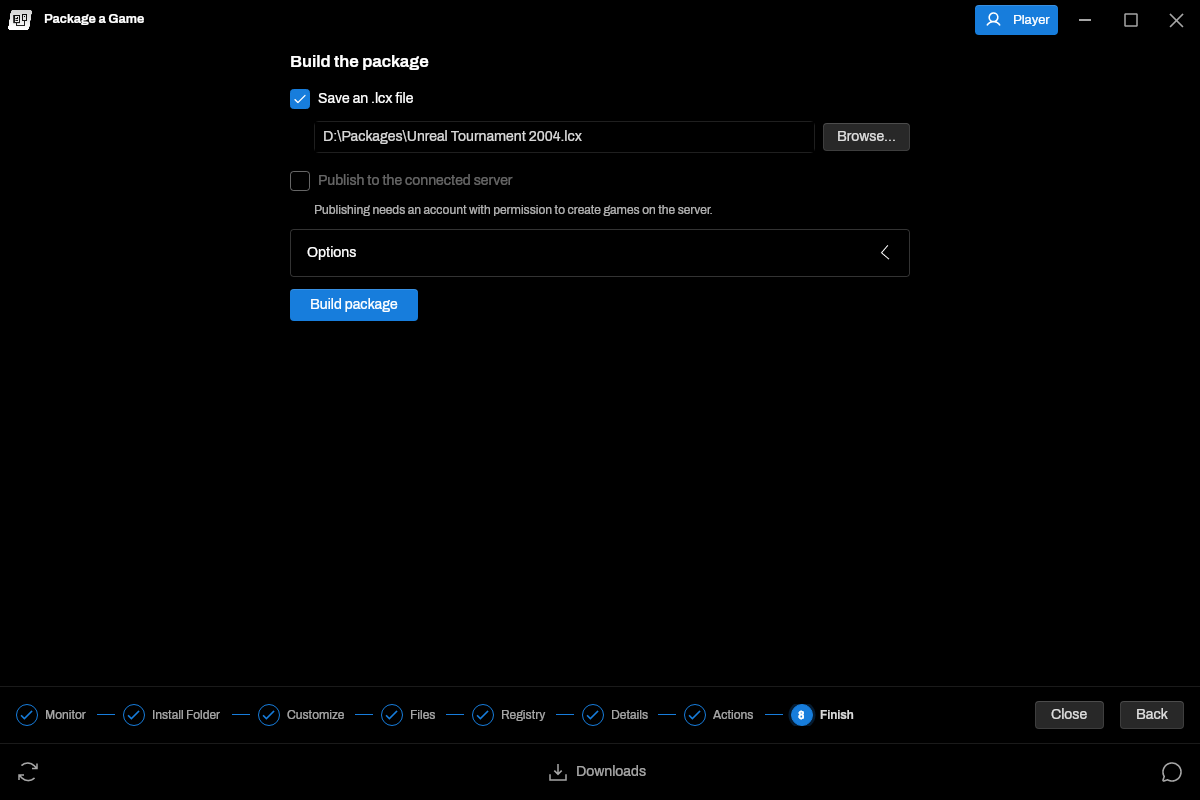 Package a Game
Player
Build the package
Save an .lcx file
D:\Packages\Unreal Tournament 2004.lcx
Browse...
Publish to the connected server
Publishing needs an account with permission to create games on the server.
Options
Build package
Monitor
Install Folder
Customize
Files
Registry
Details
Actions
8 Finish
Close
Back
Downloads